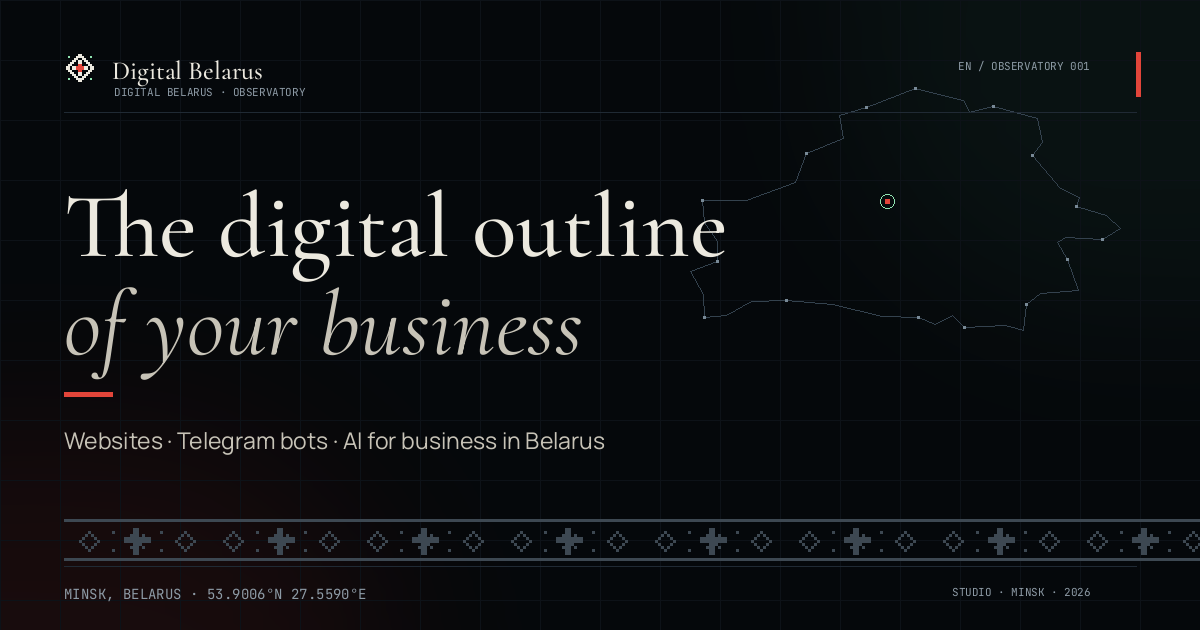 Digital Belarus
DIGITAL BELARUS · OBSERVATORY
EN / OBSERVATORY 001
The digital outline
of your business
Websites · Telegram bots · AI for business in Belarus
MINSK, BELARUS · 53.9006°N 27.5590°E
STUDIO · MINSK · 2026